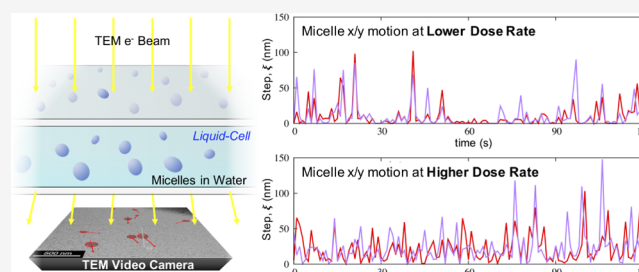 TEM e- Beam
Liquid-Cell
Micelles in Water
500 nm
TEM Video Camera
Micelle x/y motion at Lower Dose Rate
Step, ξ (nm)
150
100
50
0
0 30 60 90
time (s)
Micelle x/y motion at Higher Dose Rate
Step, ξ (nm)
150
100
50
0